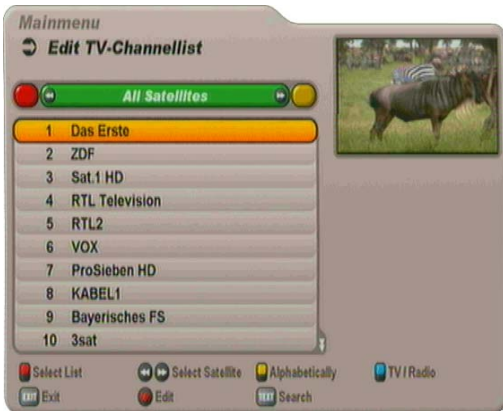 Mainmenu
Edit TV-Channellist
All Satellites
1 Das Erste
2 ZDF
3 Sat.1 HD
4 RTL Television
5 RTL2
6 VOX
7 ProSieben HD
8 KABEL1
9 Bayerisches FS
10 3sat
Select List Select Satellite Alphabetically TV / Radio
EXIT Exit Edit TEXT Search